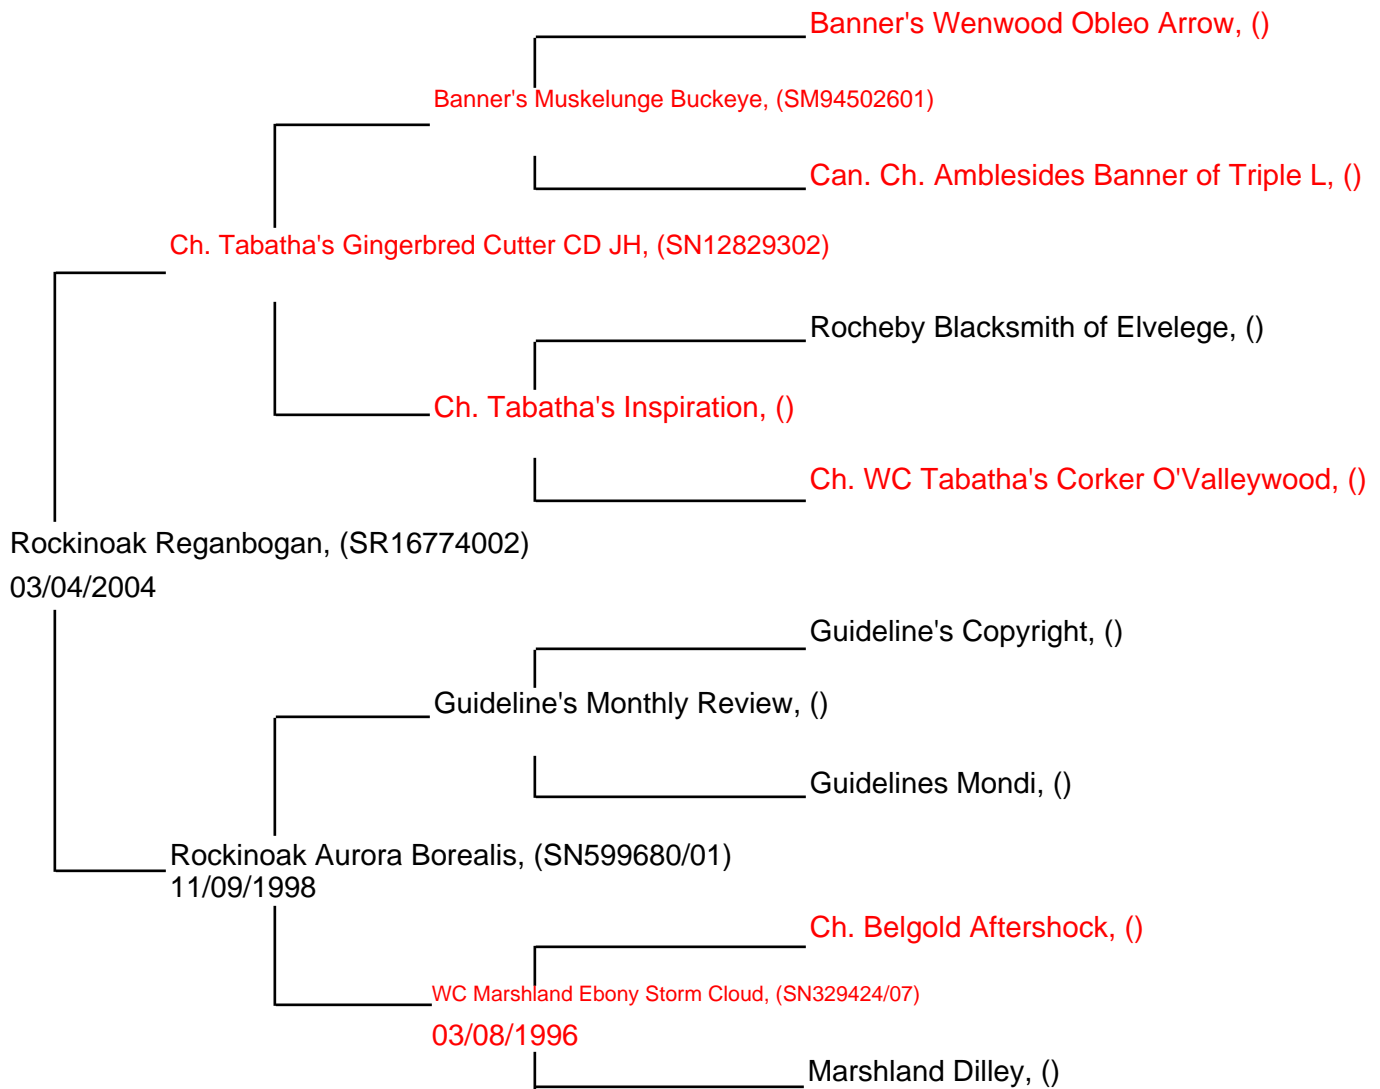 Banner's Wenwood Obleo Arrow, ()
Banner's Muskelunge Buckeye, (SM94502601)
Can. Ch. Amblesides Banner of Triple L, ()
Ch. Tabatha's Gingerbred Cutter CD JH, (SN12829302)
Rocheby Blacksmith of Elvelege, ()
Ch. Tabatha's Inspiration, ()
Ch. WC Tabatha's Corker O'Valleywood, ()
Rockinoak Reganbogan, (SR16774002)
03/04/2004
Guideline's Copyright, ()
Guideline's Monthly Review, ()
Guidelines Mondi, ()
Rockinoak Aurora Borealis, (SN599680/01)
11/09/1998
Ch. Belgold Aftershock, ()
WC Marshland Ebony Storm Cloud, (SN329424/07)
03/08/1996
Marshland Dilley, ()